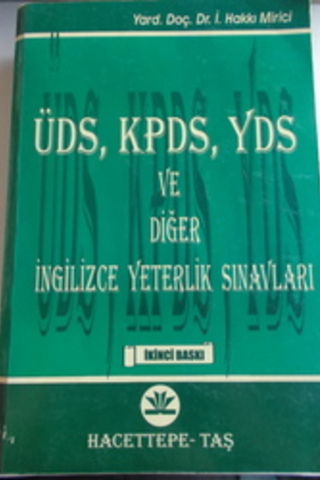 Yard. Doç. Dr. İ. Hakkı Mirici
ÜDS, KPDS, YDS
VE
DİĞER
İNGİLİZCE YETERLİK SINAVLARI
İKİNCİ BASKI
HACETTEPE- TAŞ